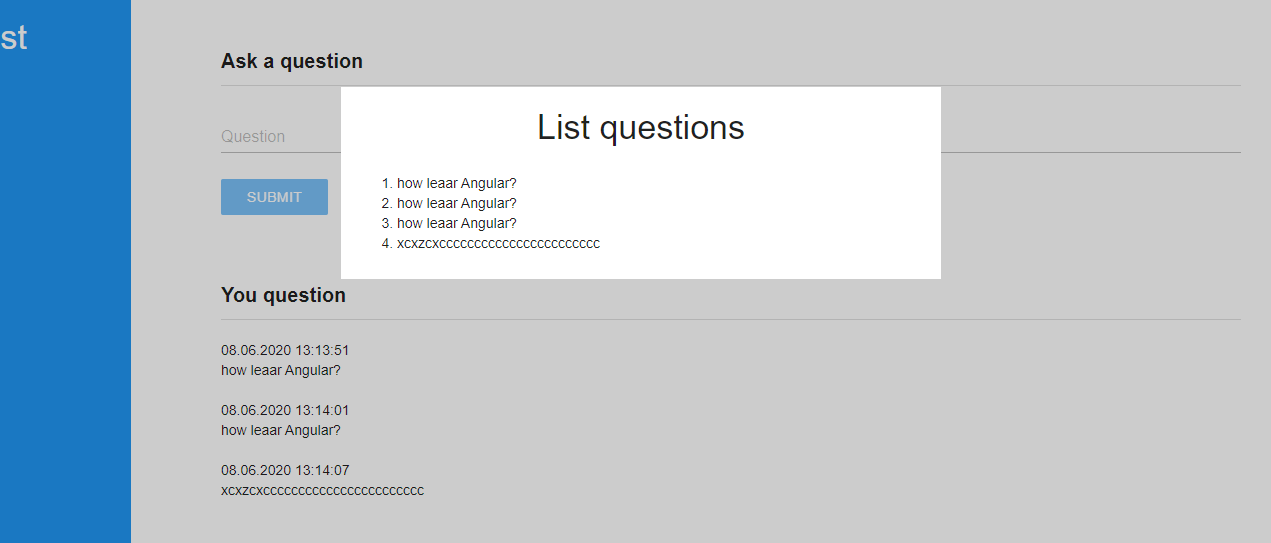 st
Ask a question
Question
SUBMIT
List questions
1. how leaar Angular?
2. how leaar Angular?
3. how leaar Angular?
4. xcxzcxccccccccccccccccccccccc
You question
08.06.2020 13:13:51
how leaar Angular?
08.06.2020 13:14:01
how leaar Angular?
08.06.2020 13:14:07
xcxzcxccccccccccccccccccccccc